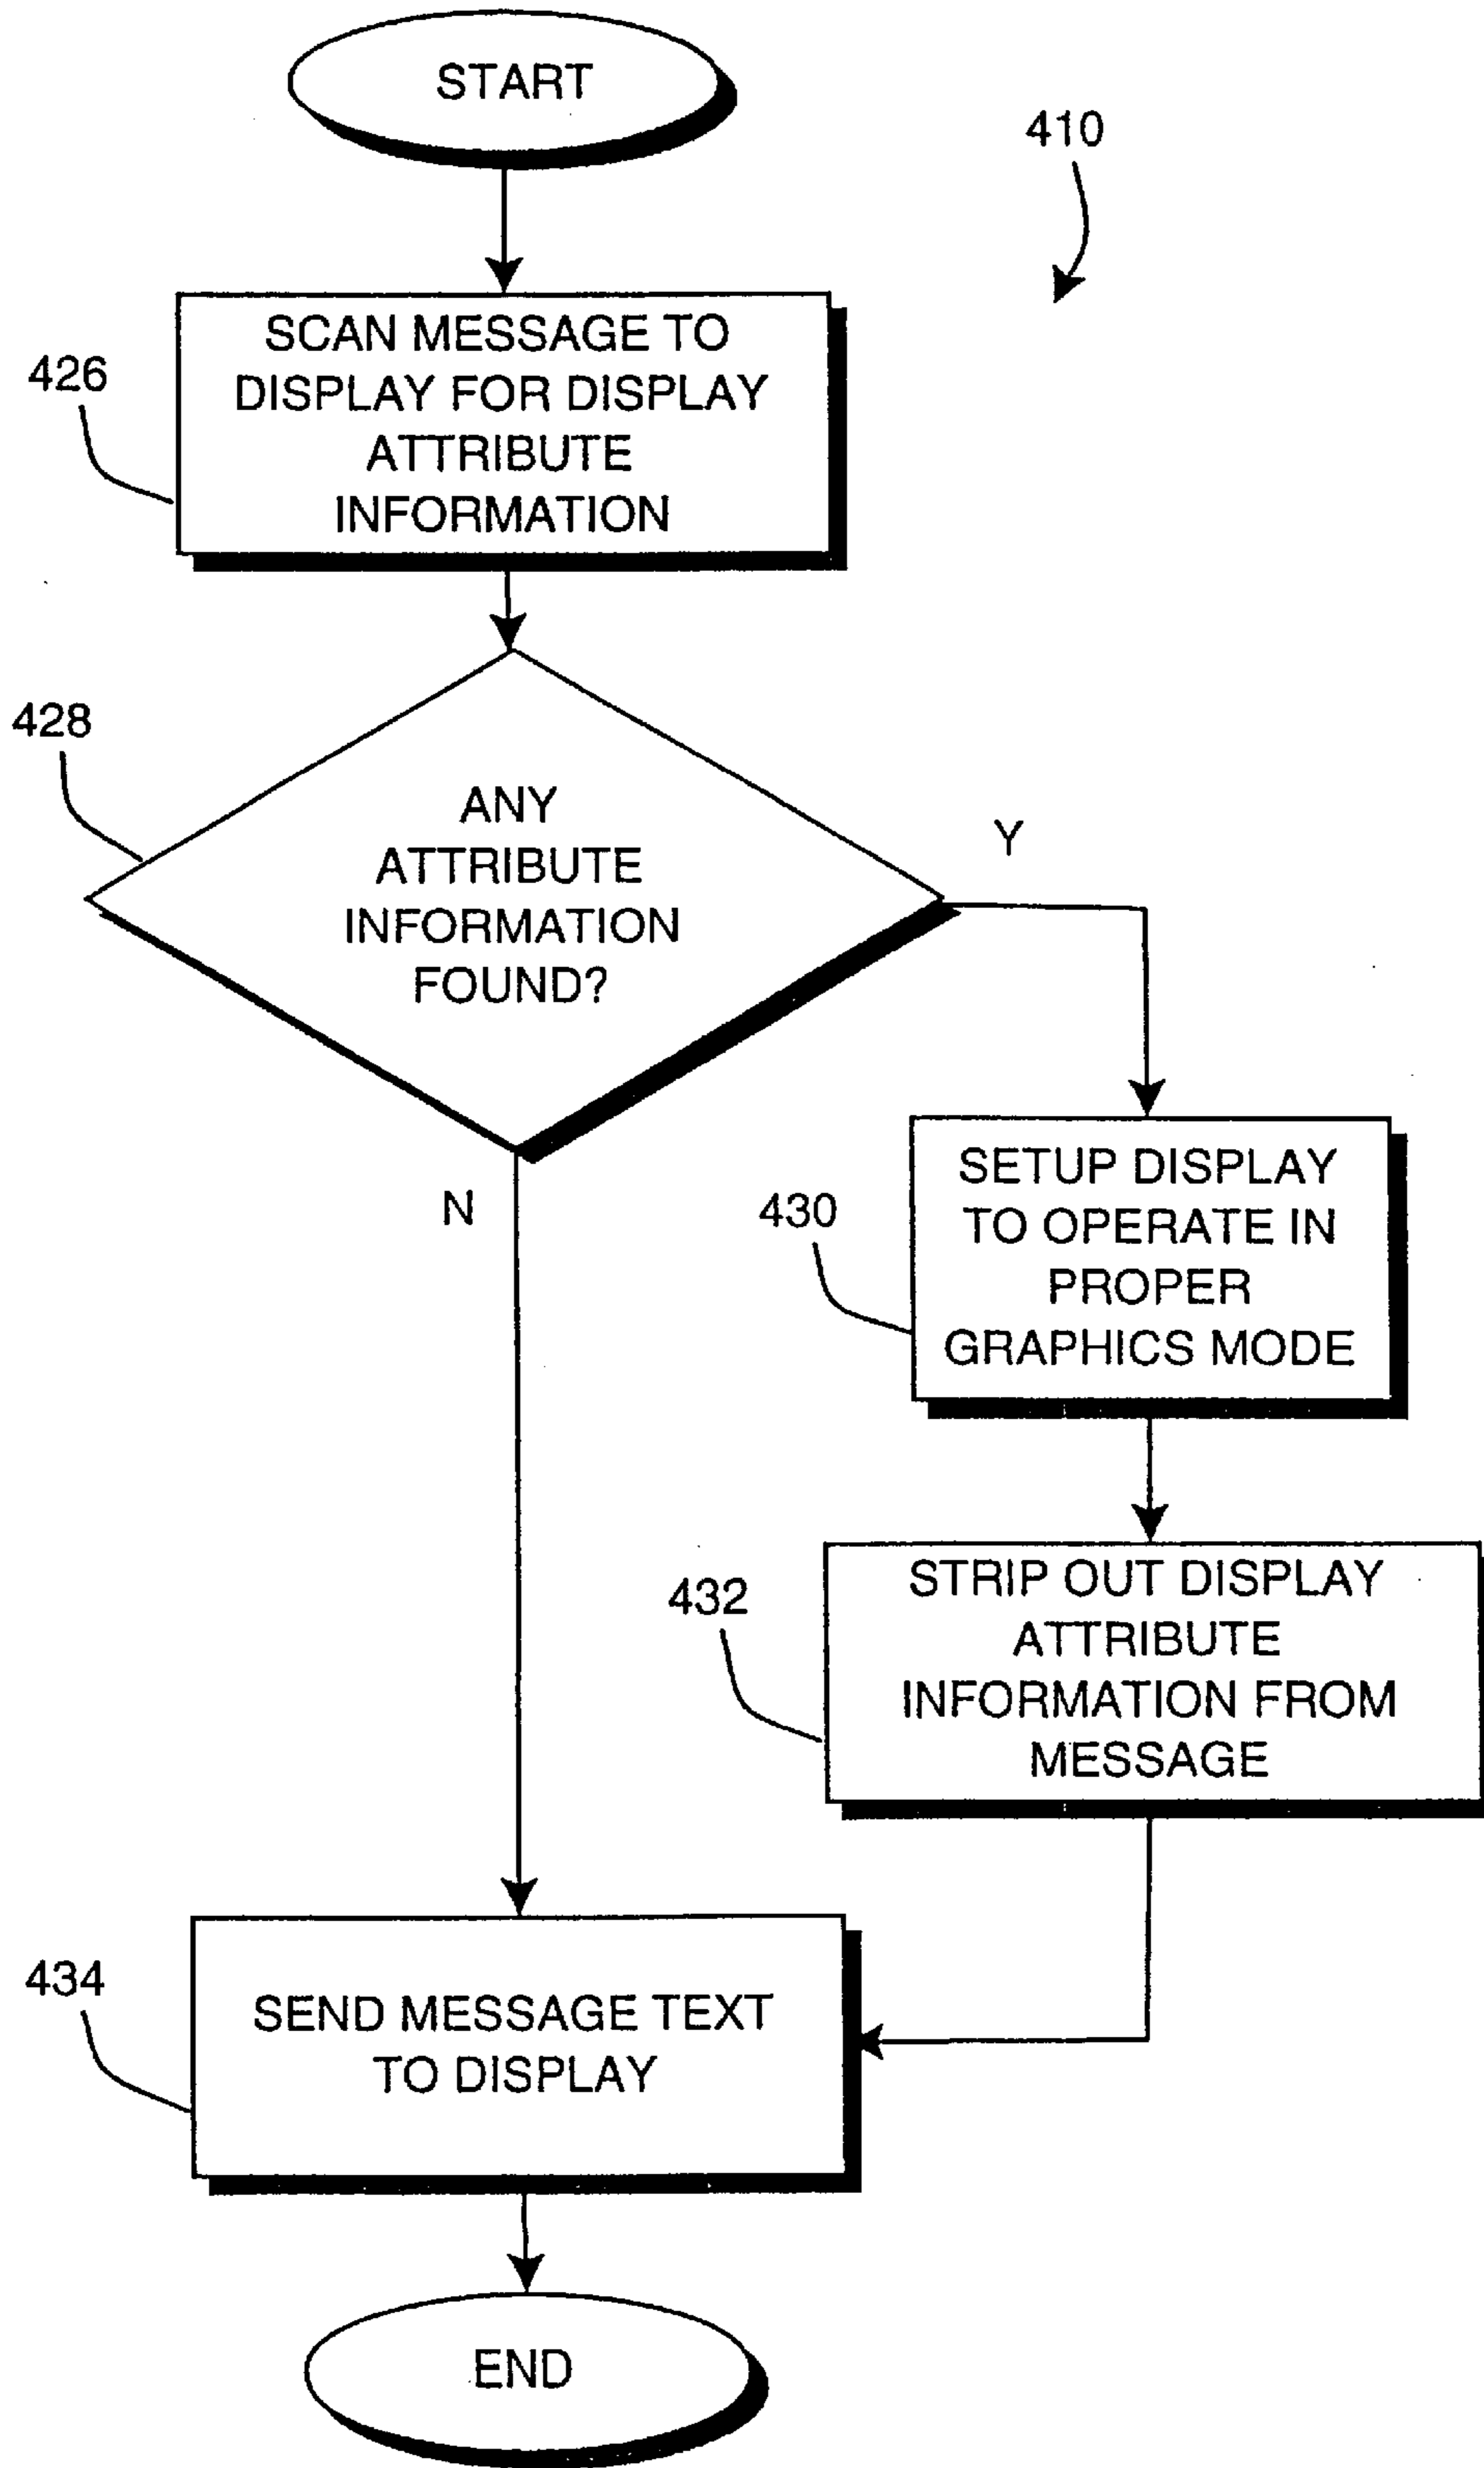 START
410
426
SCAN MESSAGE TO
DISPLAY FOR DISPLAY
ATTRIBUTE
INFORMATION
428
ANY
ATTRIBUTE
INFORMATION
FOUND?
Y
N
430
SETUP DISPLAY
TO OPERATE IN
PROPER
GRAPHICS MODE
432
STRIP OUT DISPLAY
ATTRIBUTE
INFORMATION FROM
MESSAGE
434
SEND MESSAGE TEXT
TO DISPLAY
END